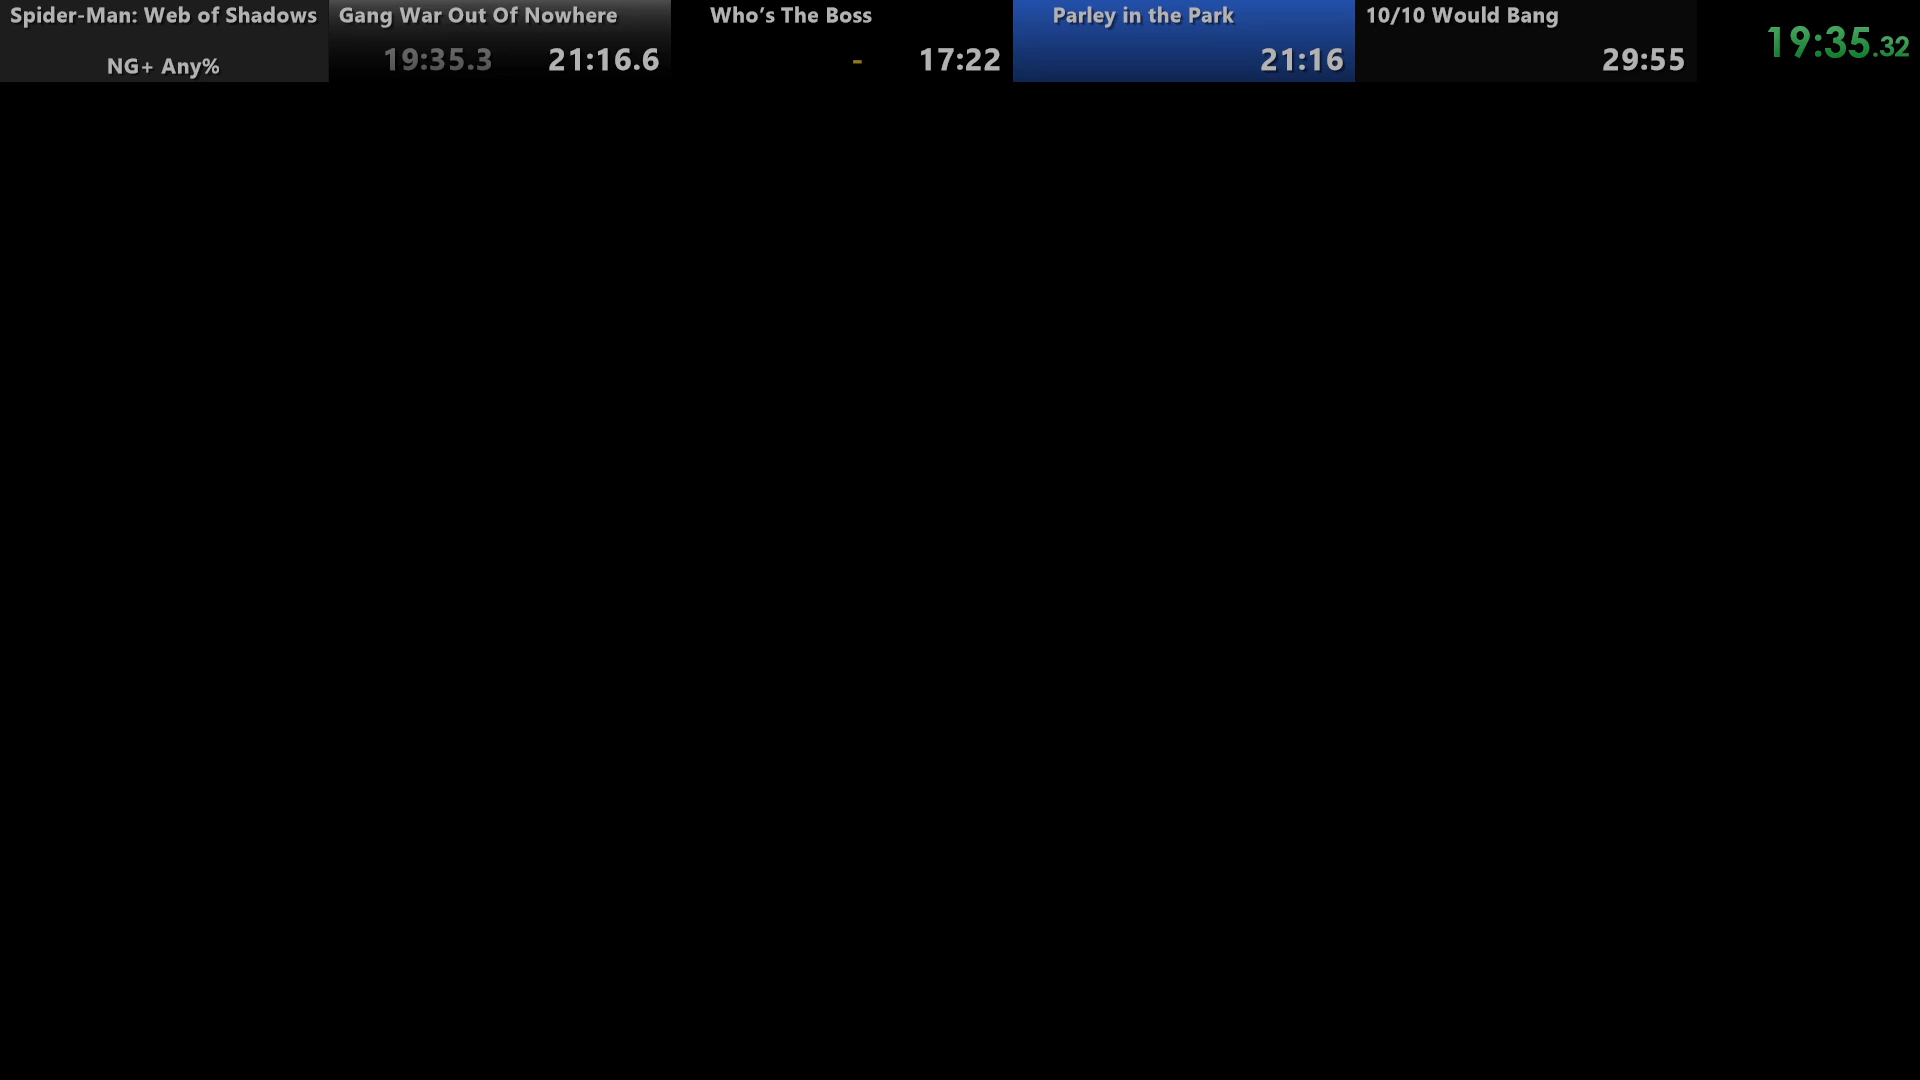 Spider-Man: Web of Shadows
NG+ Any%
Gang War Out Of Nowhere
19:35.3 21:16.6
Who's The Boss
- 17:22
Parley in the Park
21:16
10/10 Would Bang
29:55
19:35.32